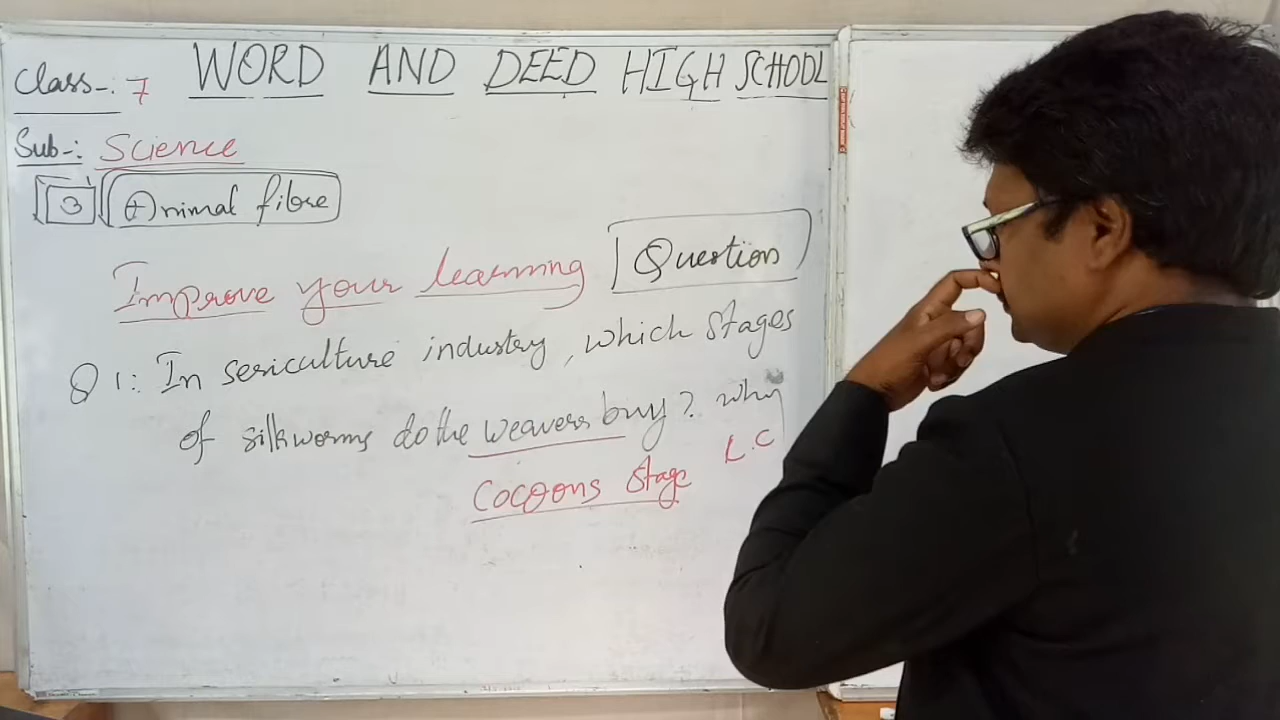 Class-: 7 WORD AND DEED HIGH SCHOOL
Sub-: Science
3 Animal fibre
Improve your learning Question
Q 1: In sericulture industry, which stages
of silkworms do the weavers buy? why
L.C
Cocoons stage